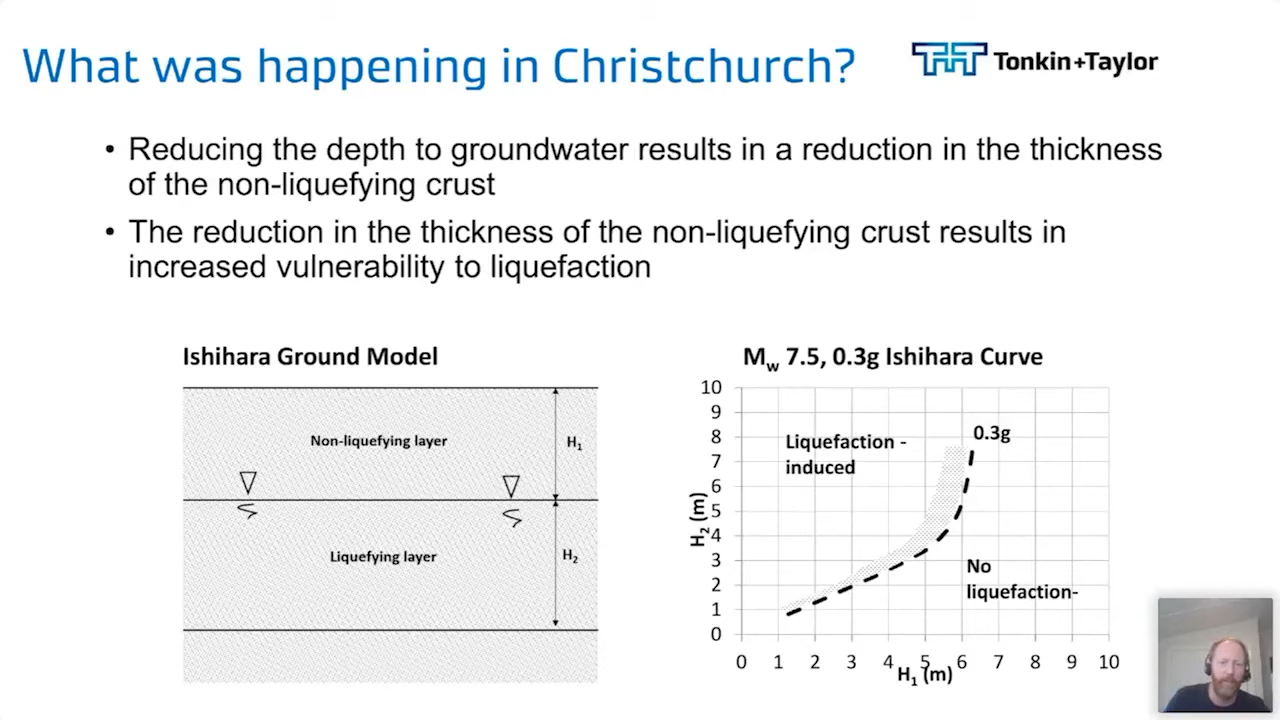 What was happening in Christchurch?
Tonkin+Taylor
• Reducing the depth to groundwater results in a reduction in the thickness
of the non-liquefying crust
• The reduction in the thickness of the non-liquefying crust results in
increased vulnerability to liquefaction
Ishihara Ground Model
Non-liquefying layer
H1
Liquefying layer
H2
Mw 7.5, 0.3g Ishihara Curve
10
9
8
7
6
5
4
3
2
1
0
H2 (m)
Liquefaction -
induced
0.3g
No
liquefaction-
0 1 2 3 4 5 6 7 8 9 10
H1 (m)